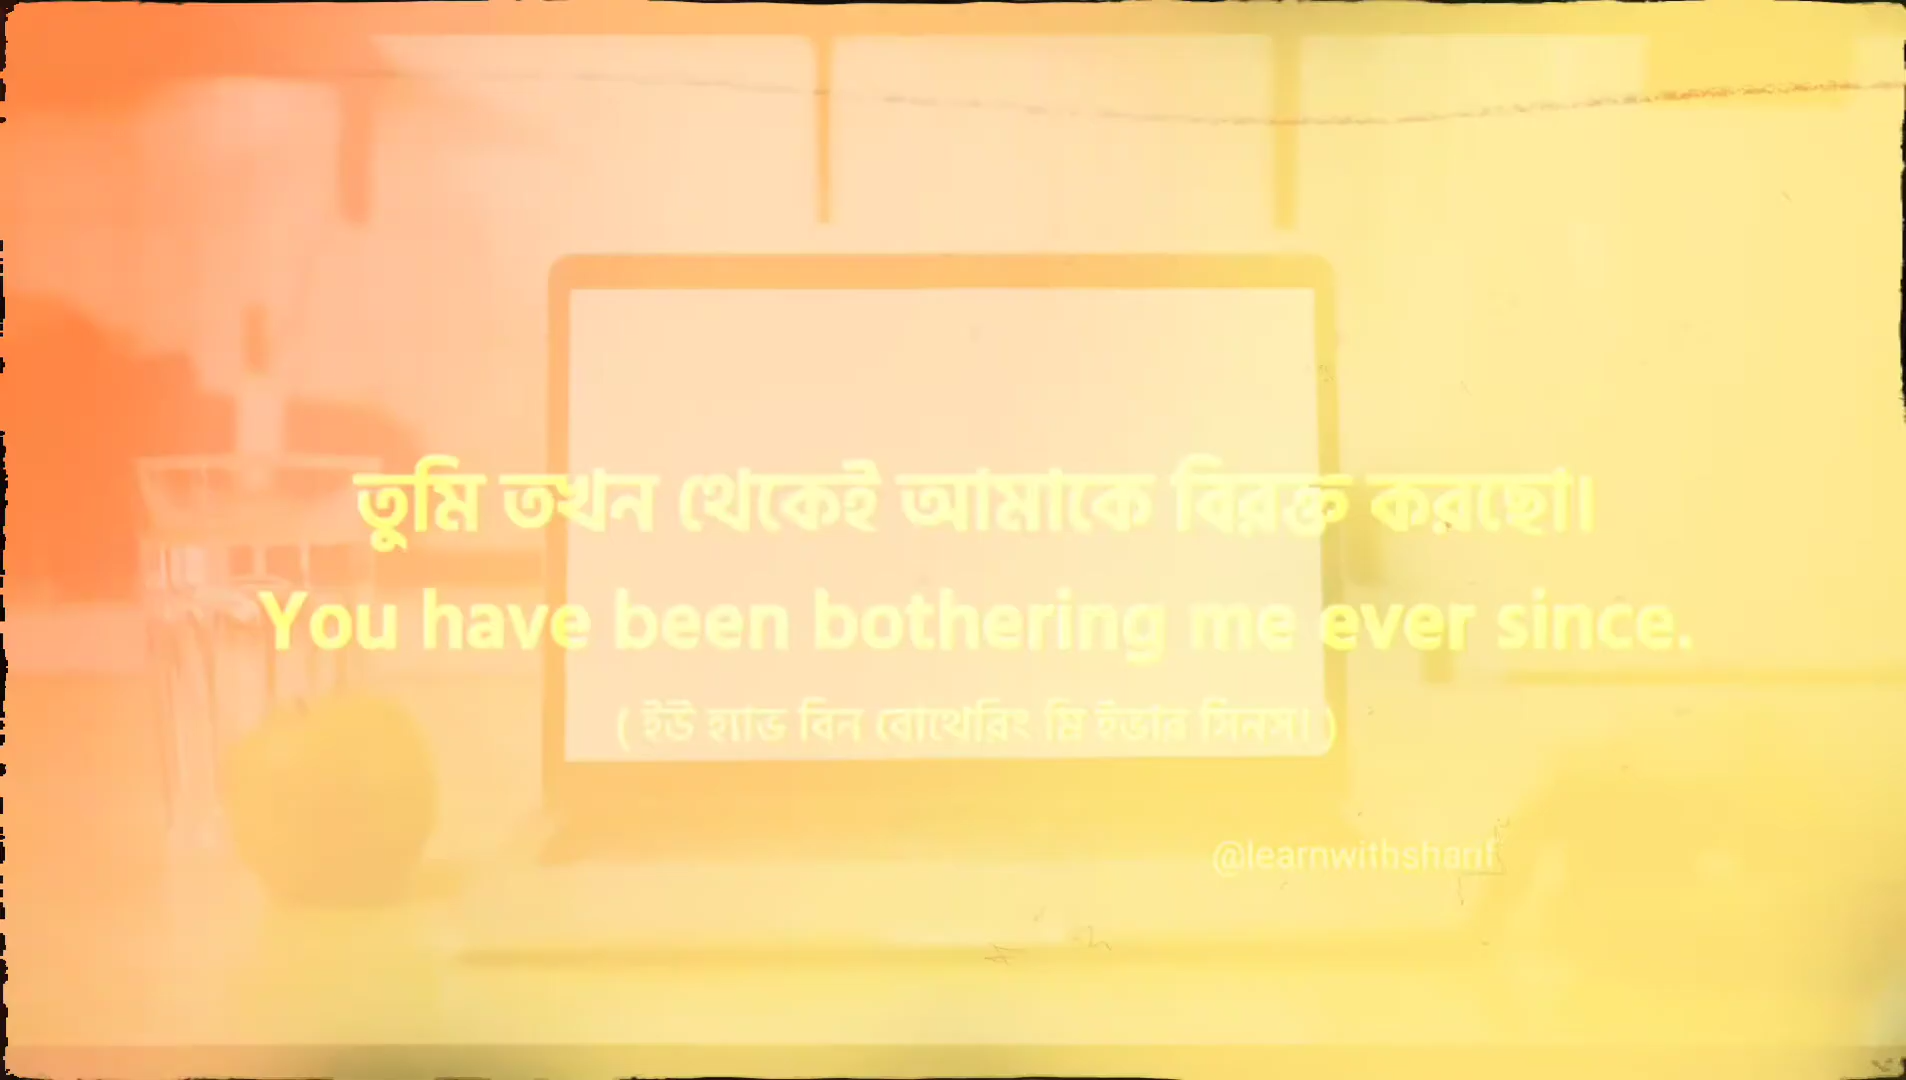 তুমি তখন থেকেই আমাকে বিরক্ত করছো।
You have been bothering me ever since.
( ইউ হ্যাভ বিন বোথেরিং মি ইভার সিনস। )
@learnwithsharif